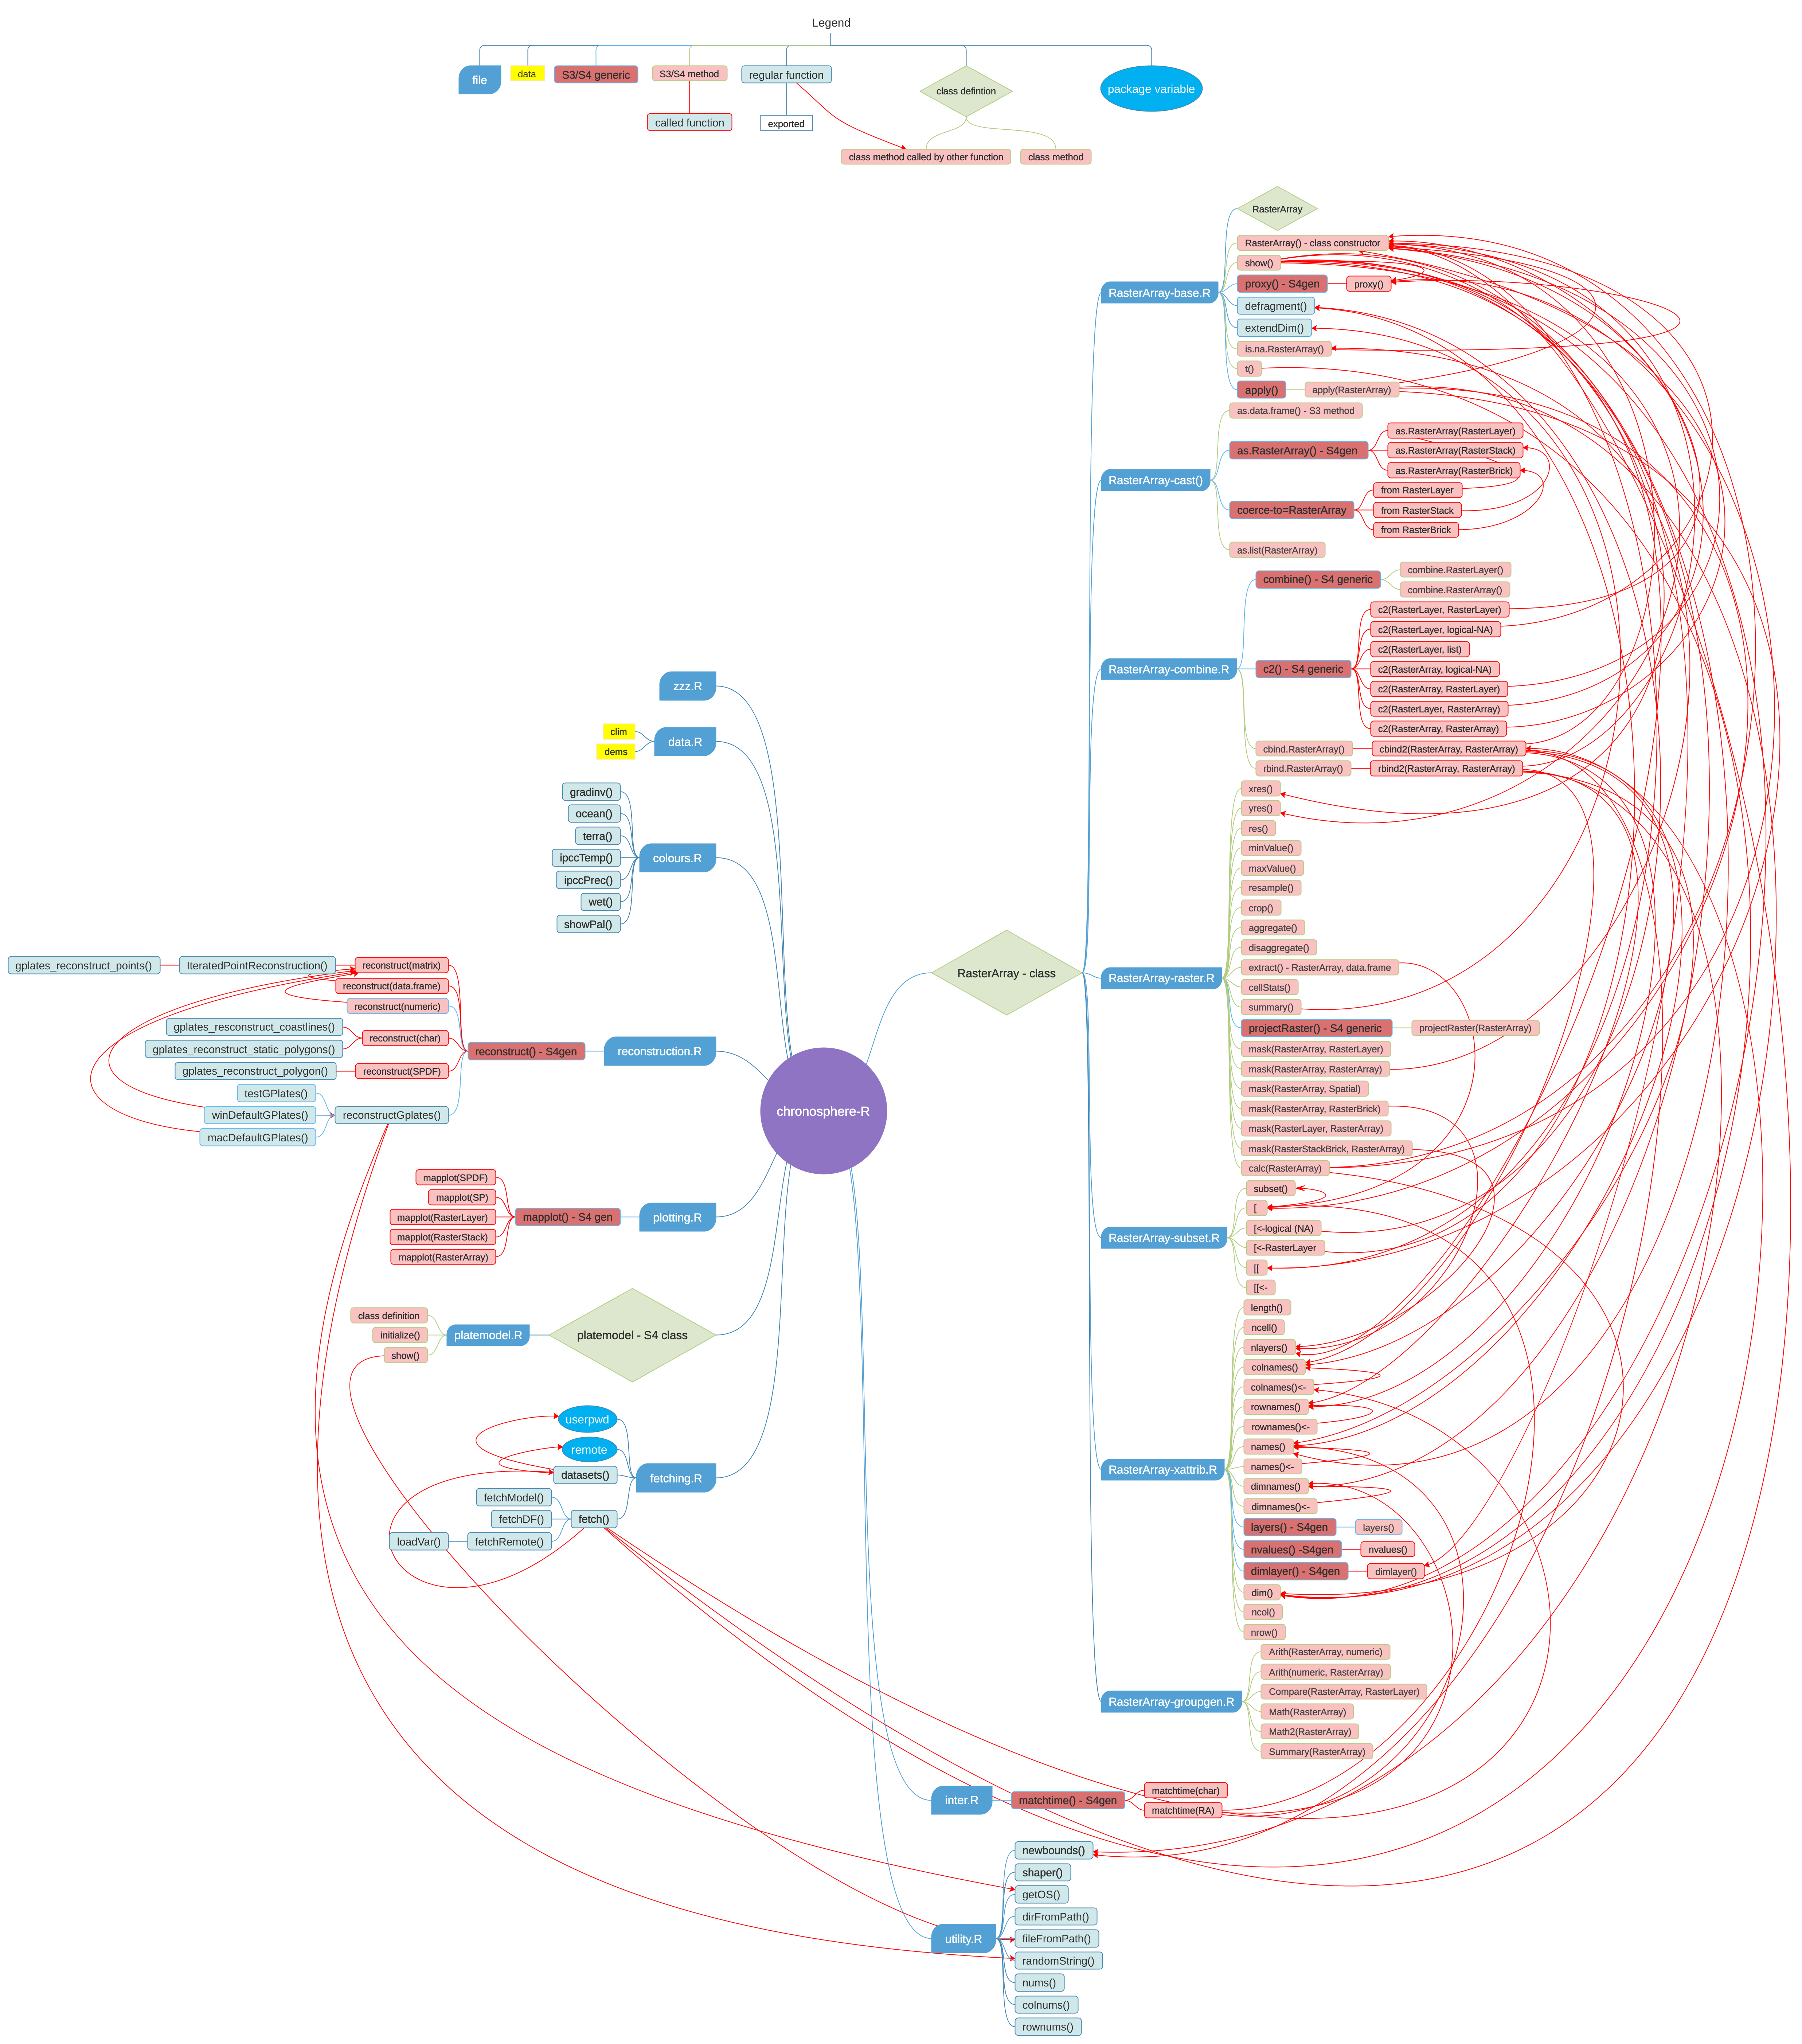 Legend
file
data
S3/S4 generic
S3/S4 method
regular function
class defintion
package variable
called function
exported
class method called by other function
class method
RasterArray
RasterArray() - class constructor
show()
RasterArray-base.R
proxy() - S4gen
proxy()
defragment()
extendDim()
is.na.RasterArray()
t()
apply()
apply(RasterArray)
as.data.frame() - S3 method
as.RasterArray(RasterLayer)
as.RasterArray() - S4gen
as.RasterArray(RasterStack)
as.RasterArray(RasterBrick)
RasterArray-cast()
from RasterLayer
coerce-to=RasterArray
from RasterStack
from RasterBrick
as.list(RasterArray)
combine() - S4 generic
combine.RasterLayer()
combine.RasterArray()
c2(RasterLayer, RasterLayer)
c2(RasterLayer, logical-NA)
c2(RasterLayer, list)
RasterArray-combine.R
c2() - S4 generic
c2(RasterArray, logical-NA)
c2(RasterArray, RasterLayer)
c2(RasterLayer, RasterArray)
c2(RasterArray, RasterArray)
cbind.RasterArray()
cbind2(RasterArray, RasterArray)
rbind.RasterArray()
rbind2(RasterArray, RasterArray)
xres()
yres()
res()
minValue()
maxValue()
resample()
crop()
aggregate()
disaggregate()
extract() - RasterArray, data.frame
RasterArray-raster.R
cellStats()
summary()
projectRaster() - S4 generic
projectRaster(RasterArray)
mask(RasterArray, RasterLayer)
mask(RasterArray, RasterArray)
mask(RasterArray, Spatial)
mask(RasterArray, RasterBrick)
mask(RasterLayer, RasterArray)
mask(RasterStackBrick, RasterArray)
calc(RasterArray)
subset()
[
[<-logical (NA)
RasterArray-subset.R
[<-RasterLayer
[[
[[<-
length()
ncell()
nlayers()
colnames()
colnames()<-
rownames()
rownames()<-
names()
RasterArray-xattrib.R
names()<-
dimnames()
dimnames()<-
layers() - S4gen
layers()
nvalues() -S4gen
nvalues()
dimlayer() - S4gen
dimlayer()
dim()
ncol()
nrow()
Arith(RasterArray, numeric)
Arith(numeric, RasterArray)
Compare(RasterArray, RasterLayer)
RasterArray-groupgen.R
Math(RasterArray)
Math2(RasterArray)
Summary(RasterArray)
RasterArray - class
chronosphere-R
zzz.R
clim
data.R
dems
gradinv()
ocean()
terra()
colours.R
ipccTemp()
ipccPrec()
wet()
showPal()
gplates_reconstruct_points()
IteratedPointReconstruction()
reconstruct(matrix)
reconstruct(data.frame)
reconstruct(numeric)
gplates_resconstruct_coastlines()
reconstruct(char)
gplates_reconstruct_static_polygons()
reconstruct() - S4gen
reconstruction.R
gplates_reconstruct_polygon()
reconstruct(SPDF)
testGPlates()
winDefaultGPlates()
reconstructGplates()
macDefaultGPlates()
mapplot(SPDF)
mapplot(SP)
mapplot(RasterLayer)
mapplot() - S4 gen
plotting.R
mapplot(RasterStack)
mapplot(RasterArray)
class definition
initialize()
platemodel.R
platemodel - S4 class
show()
userpwd
remote
datasets()
fetching.R
fetchModel()
fetchDF()
fetch()
loadVar()
fetchRemote()
inter.R
matchtime() - S4gen
matchtime(char)
matchtime(RA)
newbounds()
shaper()
getOS()
dirFromPath()
utility.R
fileFromPath()
randomString()
nums()
colnums()
rownums()